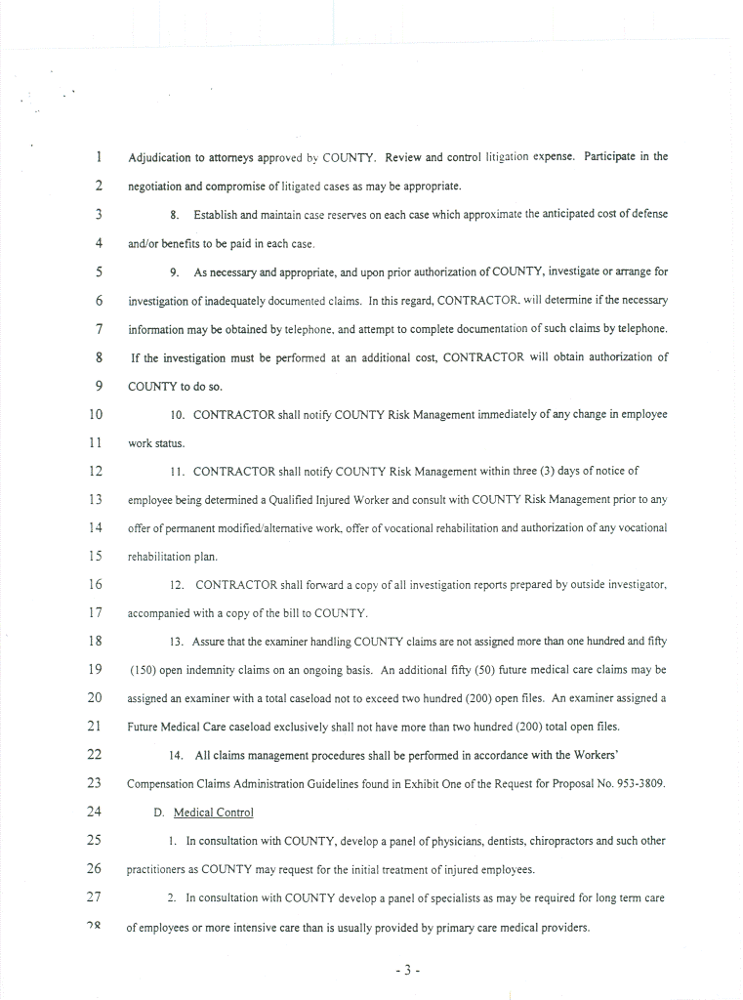 1 Adjudication to attorneys approved by COUNTY. Review and control litigation expense. Participate in the
2 negotiation and compromise of litigated cases as may be appropriate.
3 8. Establish and maintain case reserves on each case which approximate the anticipated cost of defense
4 and/or benefits to be paid in each case.
5 9. As necessary and appropriate, and upon prior authorization of COUNTY, investigate or arrange for
6 investigation of inadequately documented claims. In this regard, CONTRACTOR. will determine if the necessary
7 information may be obtained by telephone, and attempt to complete documentation of such claims by telephone.
8 If the investigation must be performed at an additional cost, CONTRACTOR will obtain authorization of
9 COUNTY to do so.
10 10. CONTRACTOR shall notify COUNTY Risk Management immediately of any change in employee
11 work status.
12 11. CONTRACTOR shall notify COUNTY Risk Management within three (3) days of notice of
13 employee being determined a Qualified Injured Worker and consult with COUNTY Risk Management prior to any
14 offer of permanent modified/alternative work, offer of vocational rehabilitation and authorization of any vocational
15 rehabilitation plan.
16 12. CONTRACTOR shall forward a copy of all investigation reports prepared by outside investigator,
17 accompanied with a copy of the bill to COUNTY.
18 13. Assure that the examiner handling COUNTY claims are not assigned more than one hundred and fifty
19 (150) open indemnity claims on an ongoing basis. An additional fifty (50) future medical care claims may be
20 assigned an examiner with a total caseload not to exceed two hundred (200) open files. An examiner assigned a
21 Future Medical Care caseload exclusively shall not have more than two hundred (200) total open files.
22 14. All claims management procedures shall be performed in accordance with the Workers'
23 Compensation Claims Administration Guidelines found in Exhibit One of the Request for Proposal No. 953-3809.
24 D. Medical Control
25 1. In consultation with COUNTY, develop a panel of physicians, dentists, chiropractors and such other
26 practitioners as COUNTY may request for the initial treatment of injured employees.
27 2. In consultation with COUNTY develop a panel of specialists as may be required for long term care
28 of employees or more intensive care than is usually provided by primary care medical providers.
- 3 -